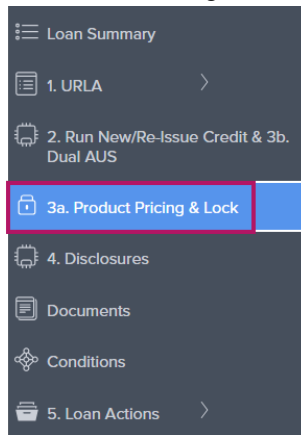 Loan Summary
1. URLA
2. Run New/Re-Issue Credit & 3b.
Dual AUS
3a. Product Pricing & Lock
4. Disclosures
Documents
Conditions
5. Loan Actions